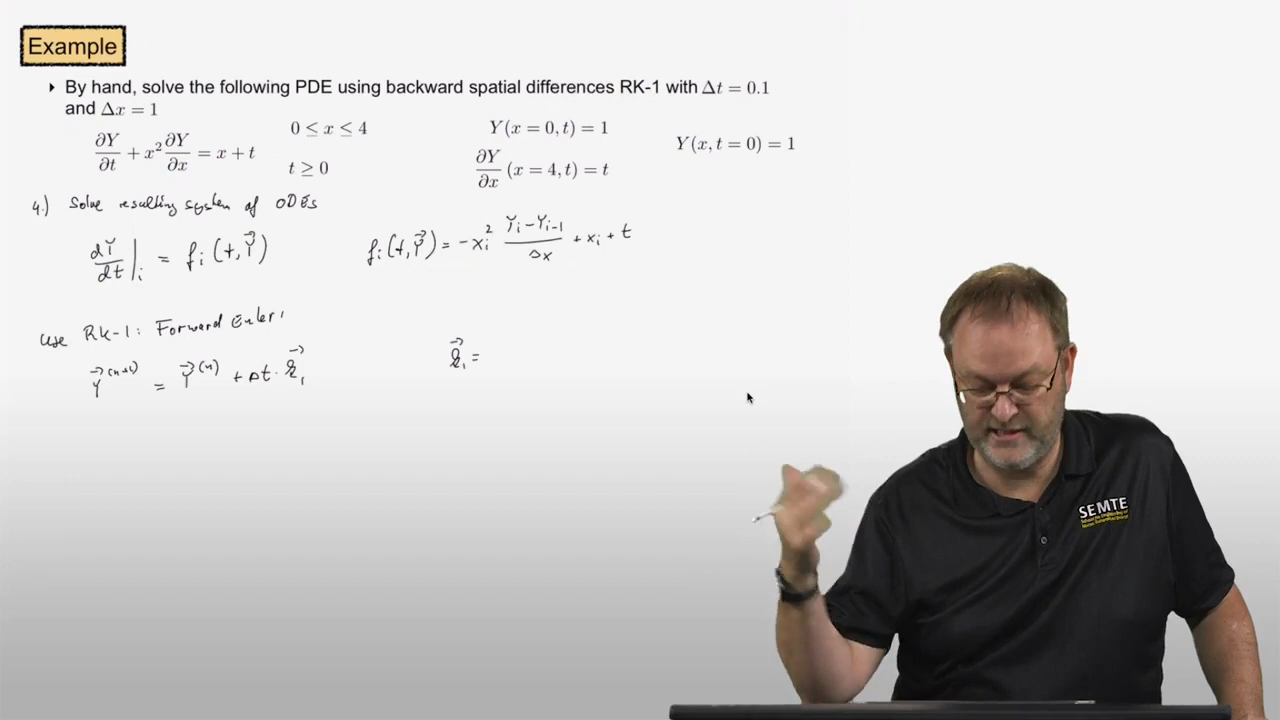 Example
‣ By hand, solve the following PDE using backward spatial differences RK-1 with Δt = 0.1
and Δx = 1
∂Y/∂t + x² ∂Y/∂x = x + t
0 ≤ x ≤ 4
t ≥ 0
Y(x = 0, t) = 1
∂Y/∂x (x = 4, t) = t
Y(x, t = 0) = 1
4.) Solve resulting system of ODEs
dY/dt|ᵢ = fᵢ(t, Y⃗)
fᵢ(t, Y⃗) = -xᵢ² (Yᵢ - Yᵢ₋₁)/Δx + xᵢ + t
Use RK-1: Forward Euler:
Y⃗⁽ⁿ⁺¹⁾ = Y⃗⁽ⁿ⁾ + Δt · k⃗₁
k⃗₁ =
SEMTE